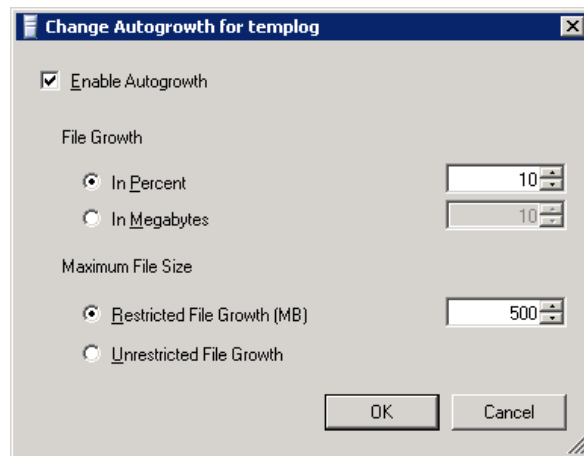 Change Autogrowth for templog
Enable Autogrowth
File Growth
In Percent 10
In Megabytes 10
Maximum File Size
Restricted File Growth (MB) 500
Unrestricted File Growth
OK Cancel